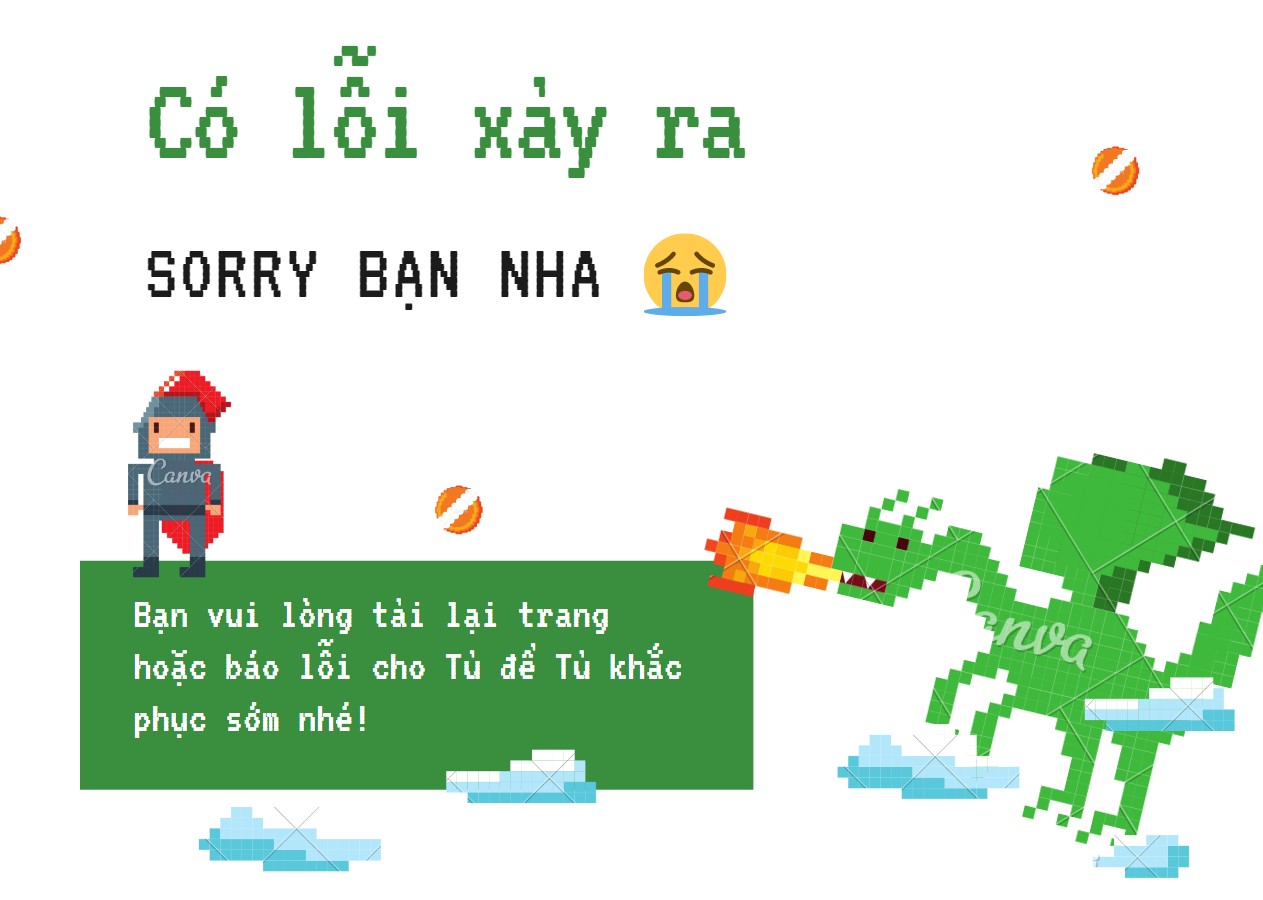 Có lỗi xảy ra
SORRY BẠN NHA 😭
Canva
Bạn vui lòng tải lại trang
hoặc báo lỗi cho Tủ để Tủ khắc
phục sớm nhé!
Canva